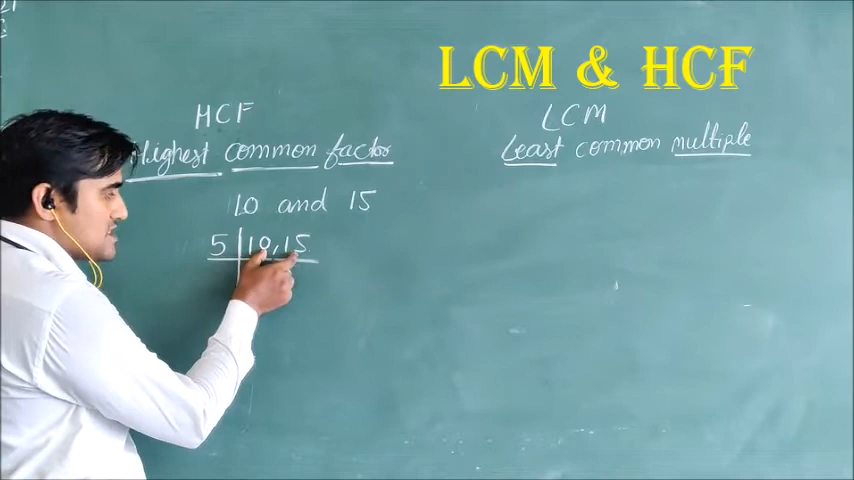 LCM & HCF
HCF
Highest common factor
10 and 15
5 | 10, 15
LCM
Least common multiple